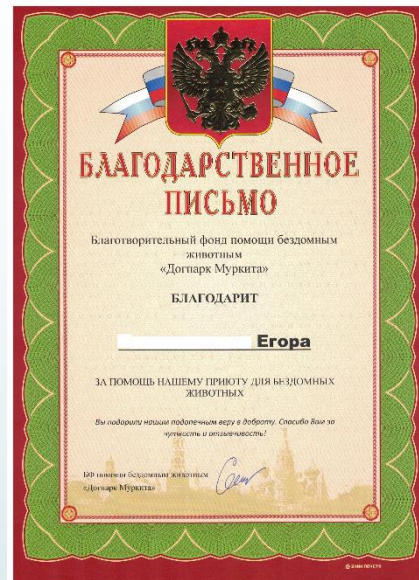 БЛАГОДАРСТВЕННОЕ
ПИСЬМО
Благотворительный фонд помощи бездомным
животным
«Догпарк Муркита»
БЛАГОДАРИТ
Егора
ЗА ПОМОЩЬ НАШЕМУ ПРИЮТУ ДЛЯ БЕЗДОМНЫХ
ЖИВОТНЫХ
Вы подарили нашим подопечным веру в доброту. Спасибо Вам за
чуткость и отзывчивость!
БФ помощи бездомным животным
«Догпарк Муркита»